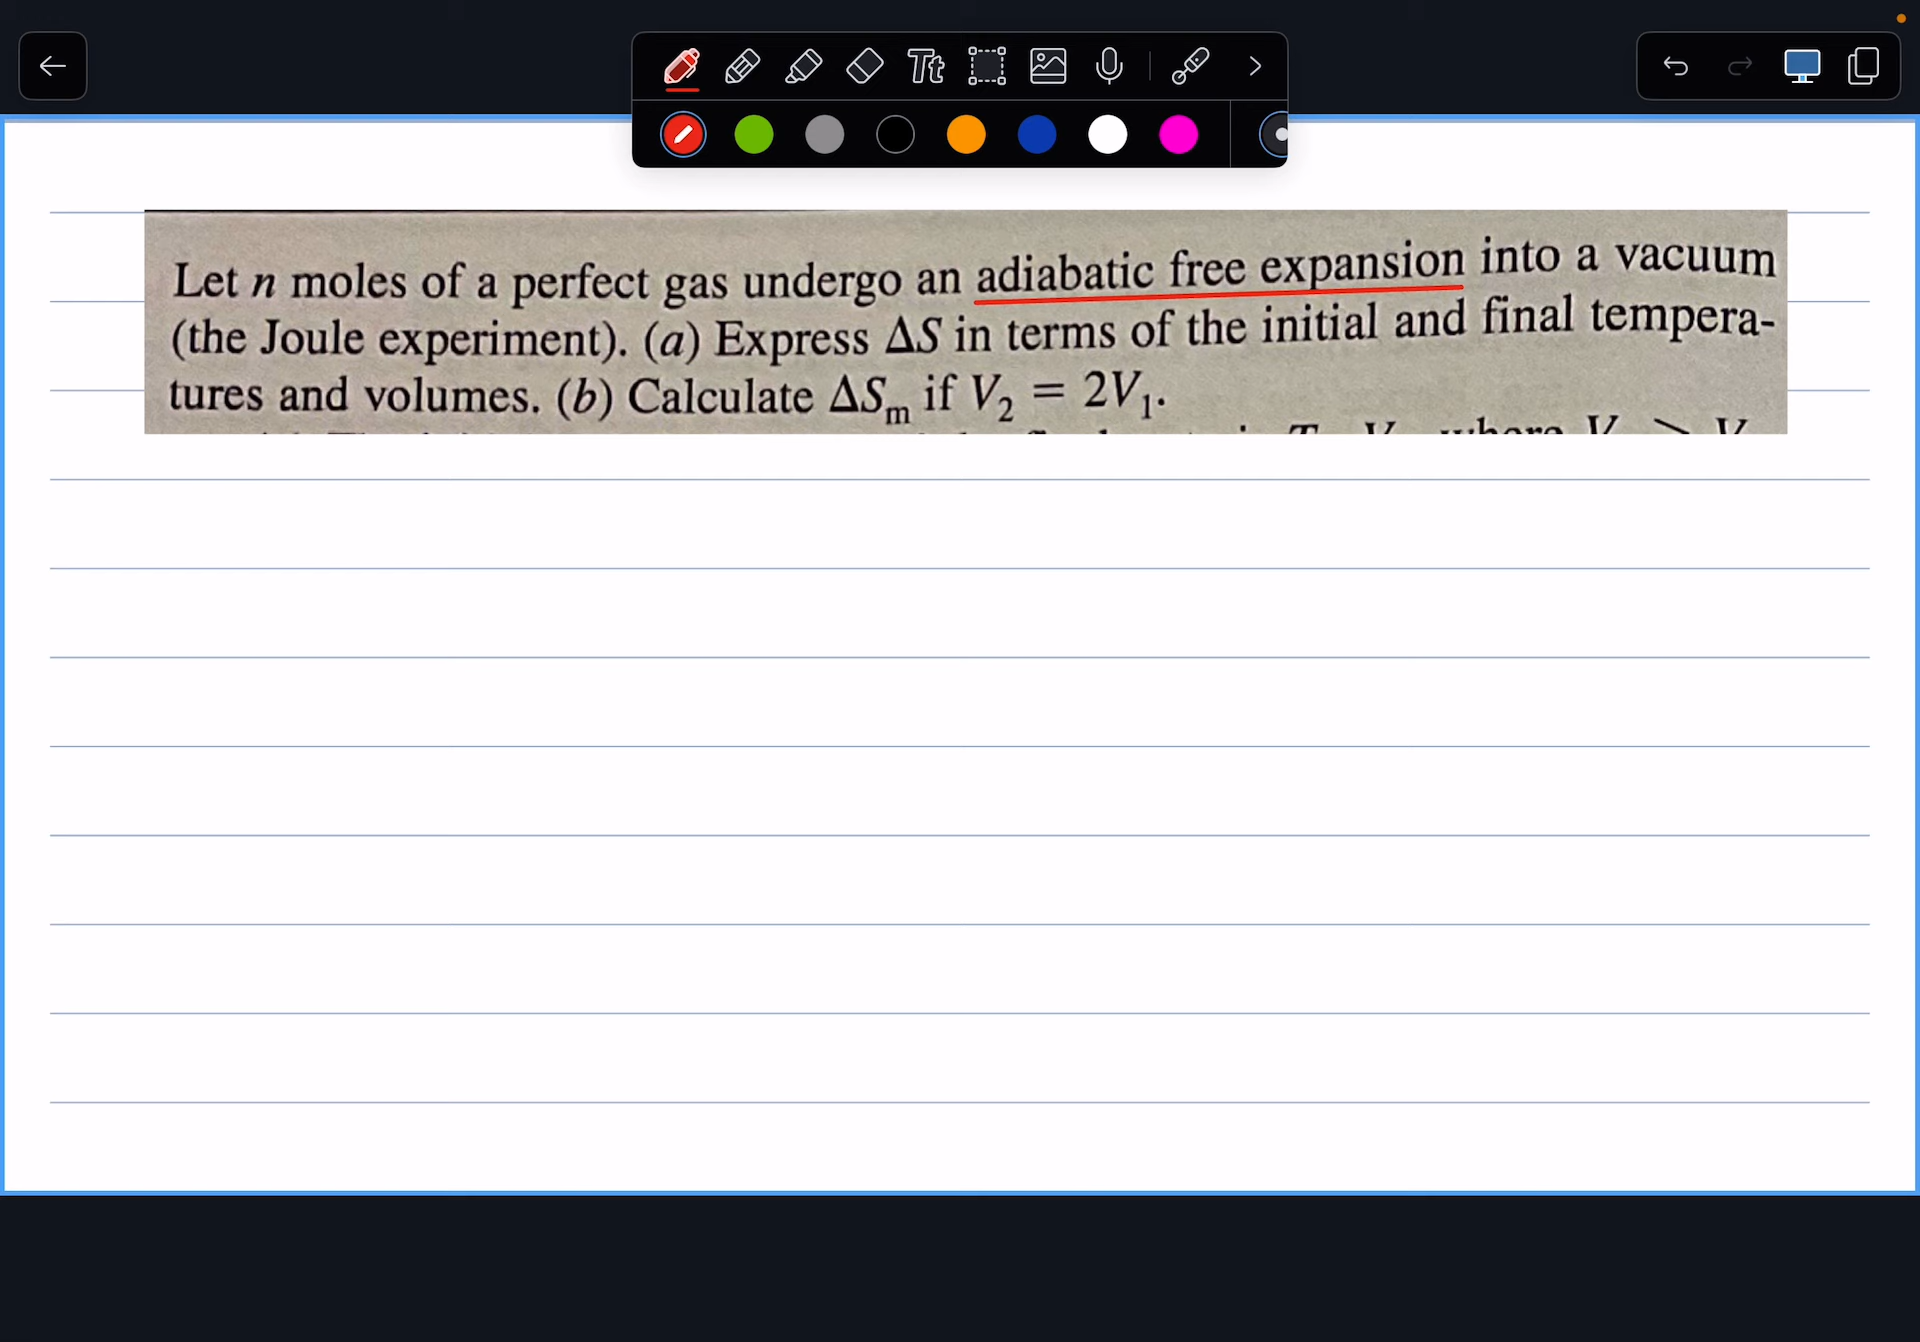 Tt
Let n moles of a perfect gas undergo an adiabatic free expansion into a vacuum
(the Joule experiment). (a) Express ΔS in terms of the initial and final tempera-
tures and volumes. (b) Calculate ΔSₘ if V₂ = 2V₁.